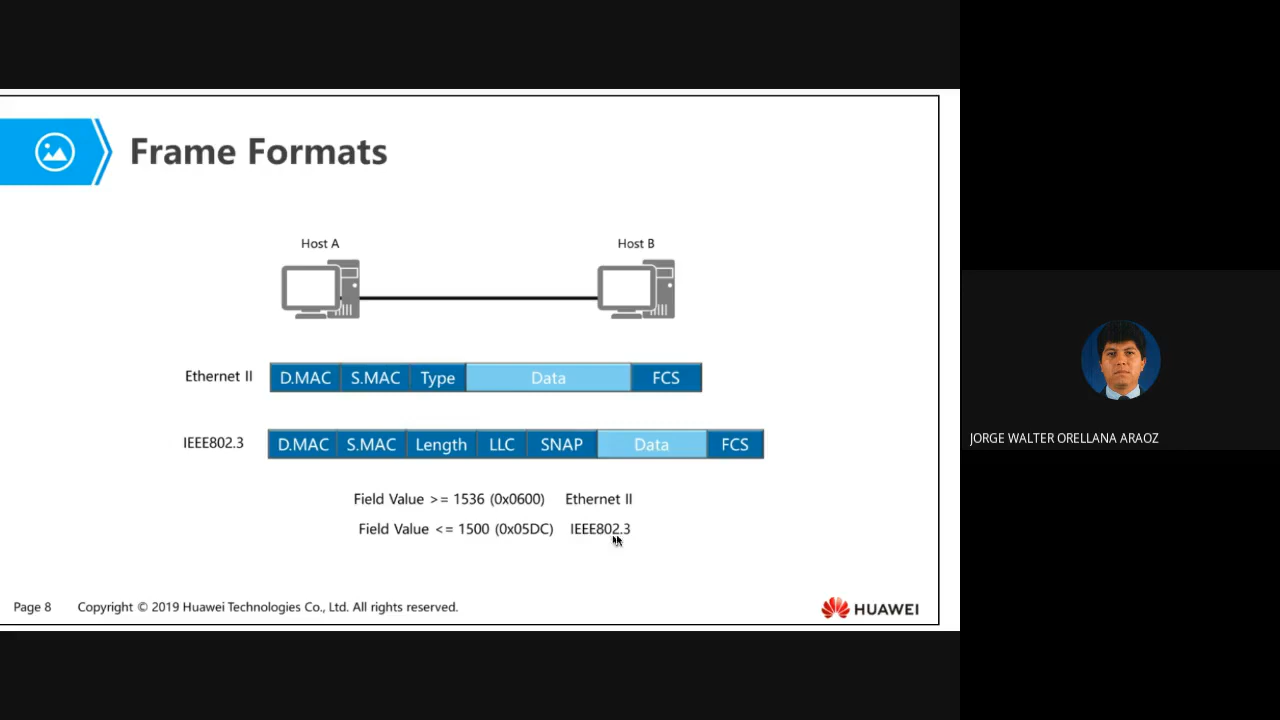 Frame Formats
Host A
Host B
Ethernet II
D.MAC S.MAC Type Data FCS
IEEE802.3
D.MAC S.MAC Length LLC SNAP Data FCS
Field Value >= 1536 (0x0600) Ethernet II
Field Value <= 1500 (0x05DC) IEEE802.3
Page 8 Copyright © 2019 Huawei Technologies Co., Ltd. All rights reserved.
HUAWEI
JORGE WALTER ORELLANA ARAOZ